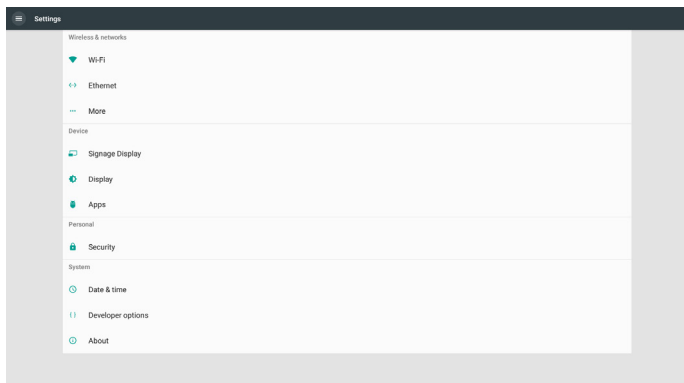 Settings
Wireless & networks
Wi-Fi
Ethernet
More
Device
Signage Display
Display
Apps
Personal
Security
System
Date & time
Developer options
About